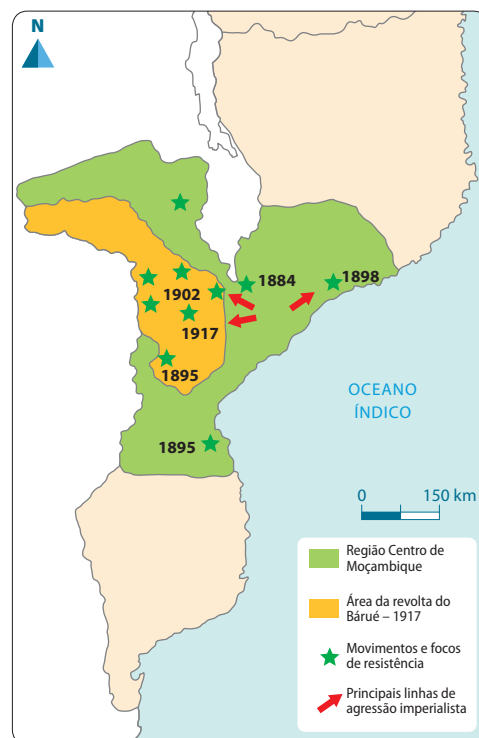 N
1884
1898
1902
1917
1895
1895
OCEANO
ÍNDICO
0 150 km
Região Centro de
Moçambique
Área da revolta do
Bárué – 1917
Movimentos e focos
de resistência
Principais linhas de
agressão imperialista